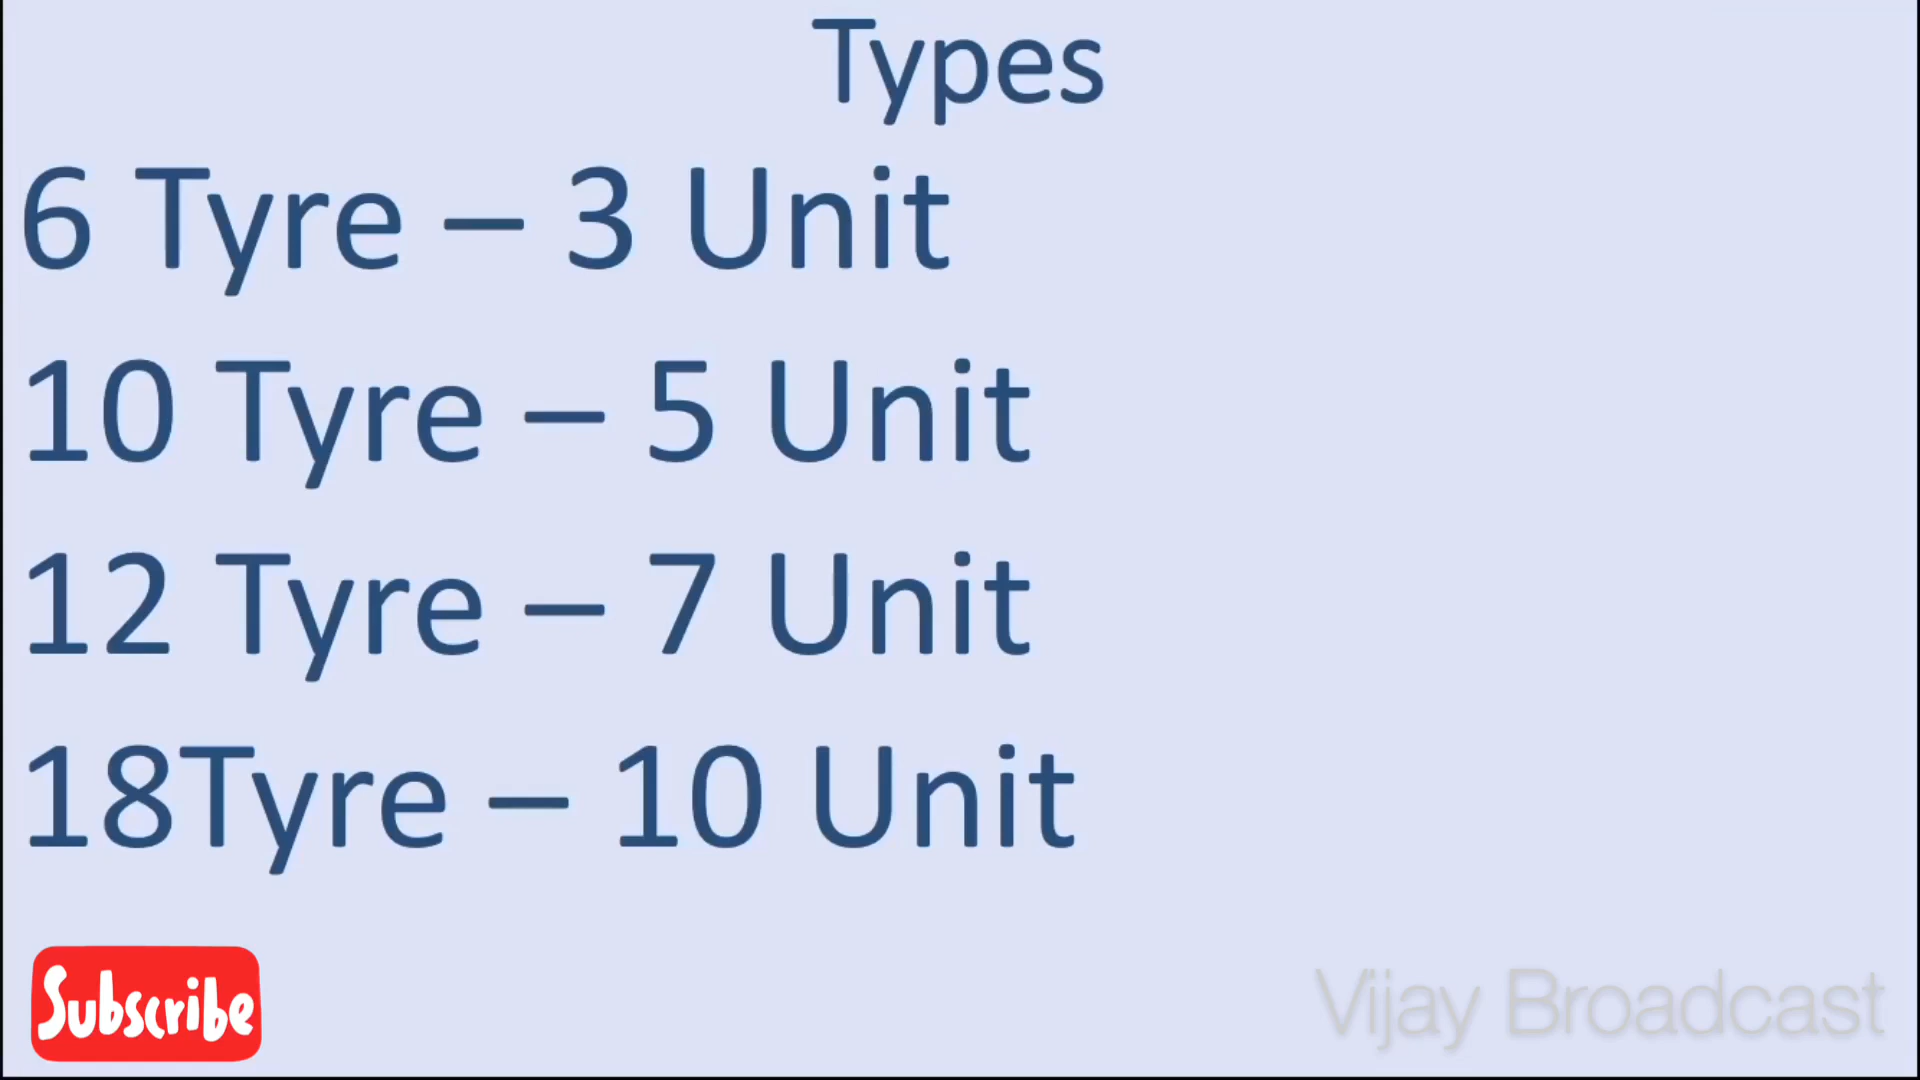 Types
6 Tyre – 3 Unit
10 Tyre – 5 Unit
12 Tyre – 7 Unit
18Tyre – 10 Unit
Subscribe
Vijay Broadcast